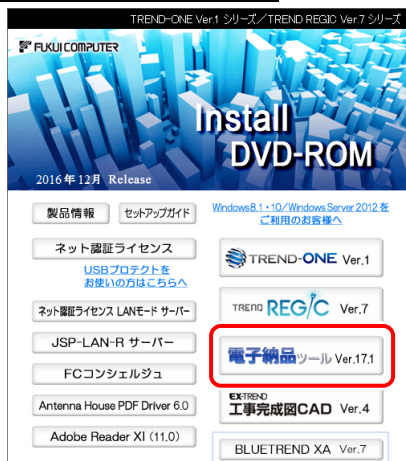 TREND-ONE Ver.1 シリーズ／TREND REGIC Ver.7 シリーズ
FUKUI COMPUTER
Install
DVD-ROM
2016年12月 Release
製品情報
セットアップガイド
Windows8.1・10／Windows Server 2012 を
ご利用のお客様へ
ネット認証ライセンス
USBプロテクトを
お使いの方はこちらへ
TREND-ONE Ver.1
ネット認証ライセンス LANモード サーバー
TREND REGIC Ver.7
JSP-LAN-R サーバー
電子納品ツール Ver.17.1
FCコンシェルジュ
Antenna House PDF Driver 6.0
EX-TREND
工事完成図CAD Ver.4
Adobe Reader XI (11.0)
BLUETREND XA Ver.7